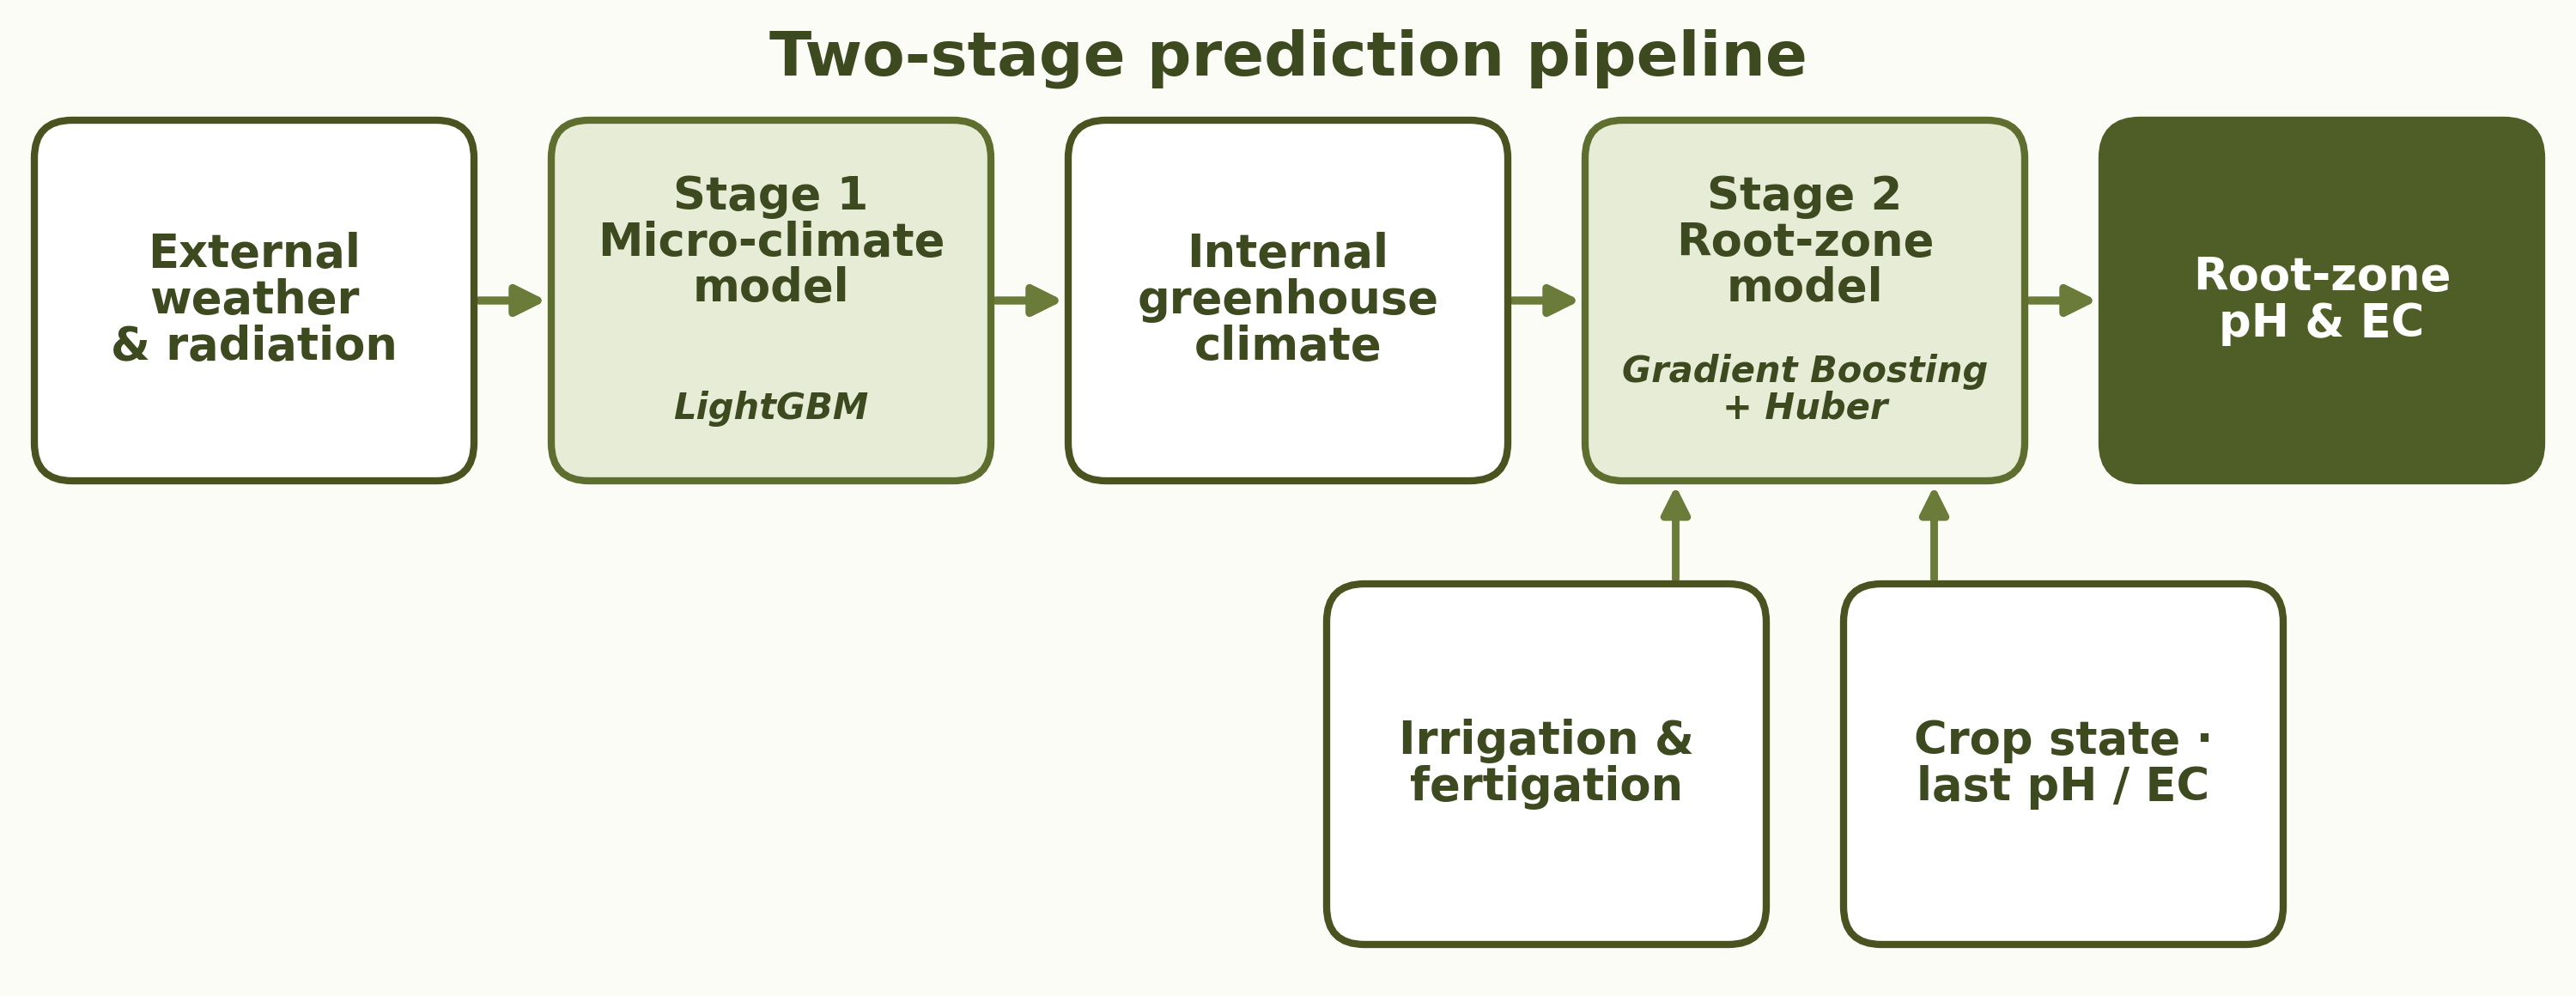 Two-stage prediction pipeline
External
weather
& radiation
Stage 1
Micro-climate
model
LightGBM
Internal
greenhouse
climate
Stage 2
Root-zone
model
Gradient Boosting
+ Huber
Root-zone
pH & EC
Irrigation &
fertigation
Crop state ·
last pH / EC